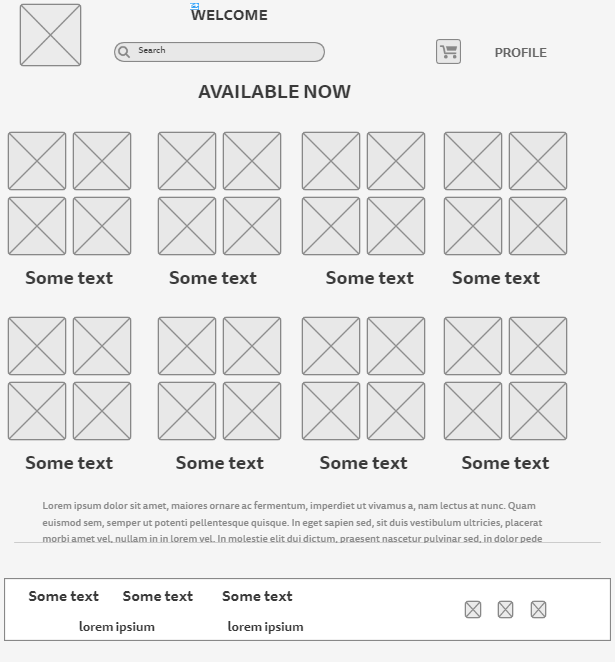 WELCOME
Search
PROFILE
AVAILABLE NOW
Some text Some text Some text Some text
Some text Some text Some text Some text
Lorem ipsum dolor sit amet, maiores ornare ac fermentum, imperdiet ut vivamus a, nam lectus at nunc. Quam
euismod sem, semper ut potenti pellentesque quisque. In eget sapien sed, sit duis vestibulum ultricies, placerat
morbi amet vel, nullam in in lorem vel. In molestie elit dui dictum, praesent nascetur pulvinar sed, in dolor pede
Some text Some text Some text
lorem ipsium lorem ipsium